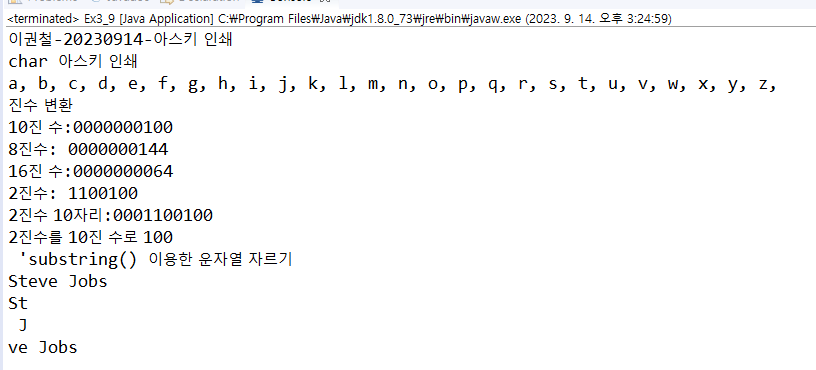 <terminated> Ex3_9 [Java Application] C:₩Program Files₩Java₩jdk1.8.0_73₩jre₩bin₩javaw.exe (2023. 9. 14. 오후 3:24:59)
이권철-20230914-아스키 인쇄
char 아스키 인쇄
a, b, c, d, e, f, g, h, i, j, k, l, m, n, o, p, q, r, s, t, u, v, w, x, y, z,
진수 변환
10진 수:0000000100
8진수: 0000000144
16진 수:0000000064
2진수: 1100100
2진수 10자리:0001100100
2진수를 10진 수로 100
 'substring() 이용한 운자열 자르기
Steve Jobs
St
 J
ve Jobs